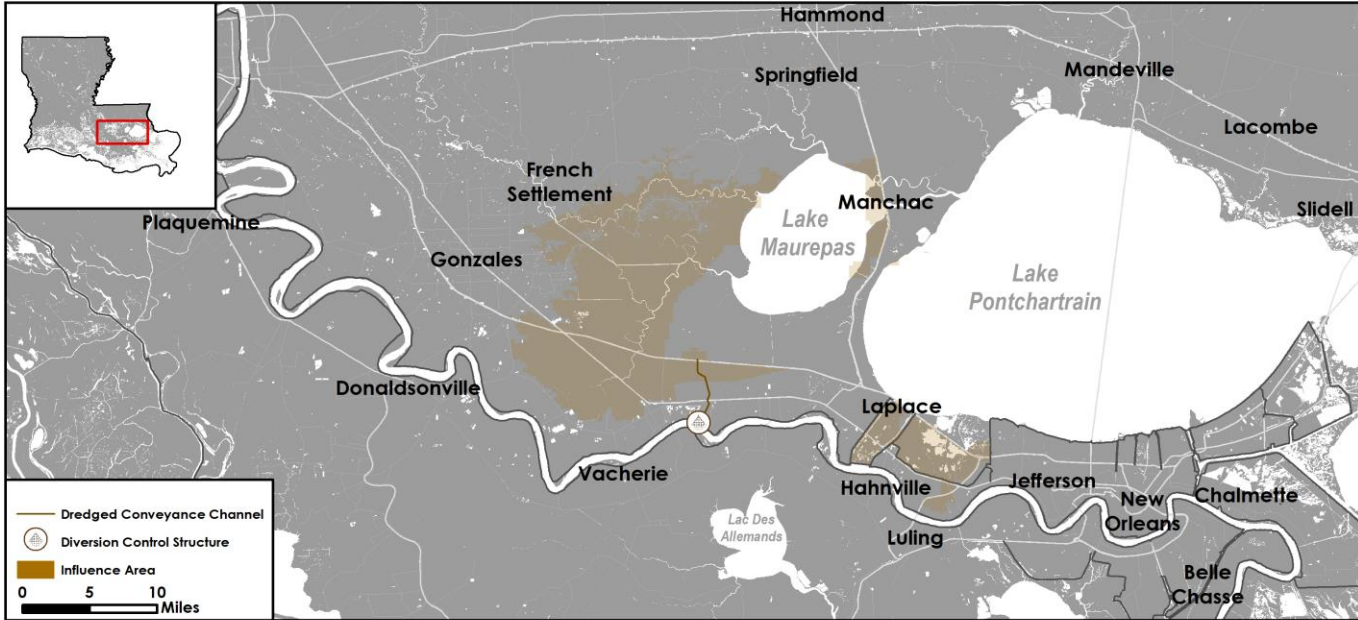 Hammond
Springfield
Mandeville
Lacombe
French
Settlement
Plaquemine
Manchac
Slidell
Lake
Maurepas
Gonzales
Lake
Pontchartrain
Donaldsonville
Laplace
Vacherie
Hahnville
Jefferson
New
Orleans
Chalmette
Lac Des
Allemands
Luling
Belle
Chasse
Dredged Conveyance Channel
Diversion Control Structure
Influence Area
0 5 10
Miles